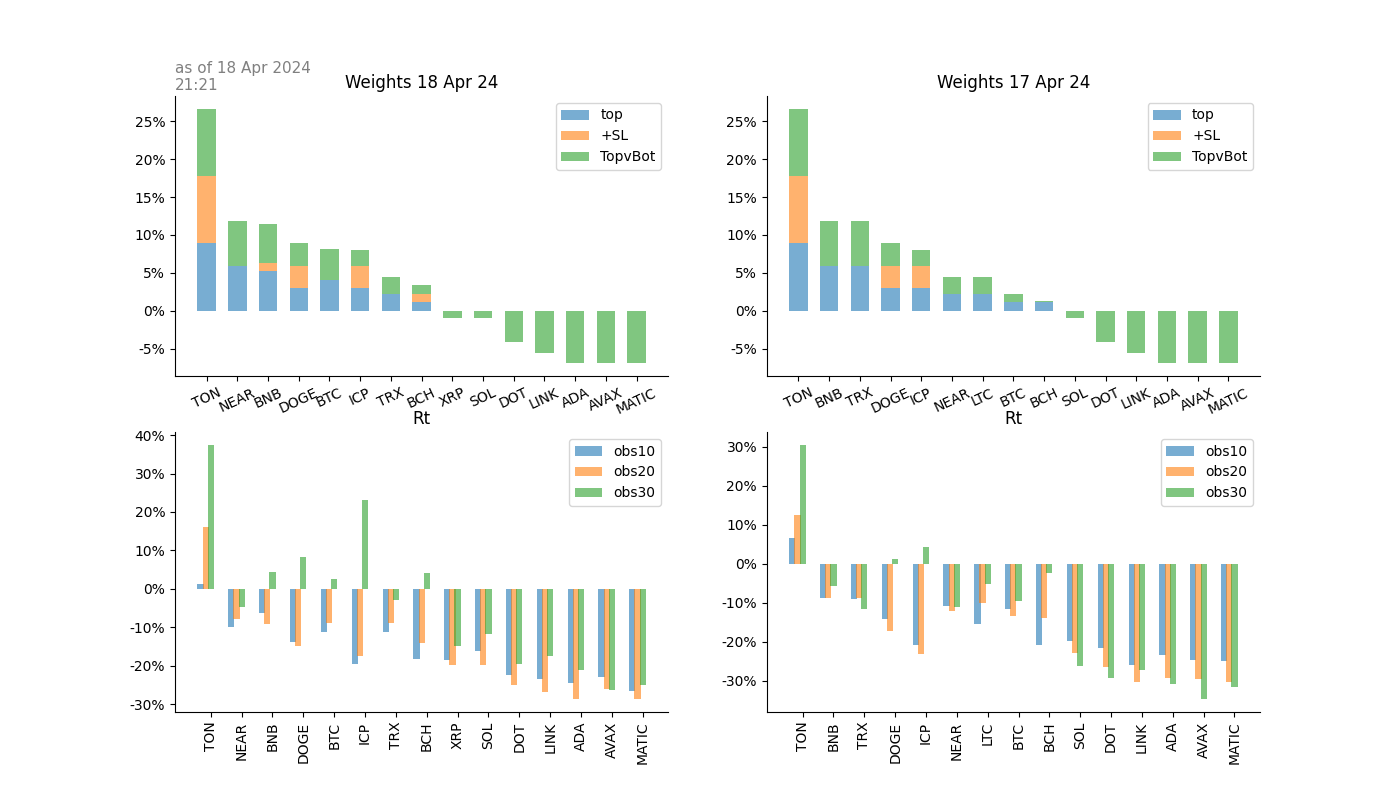 as of 18 Apr 2024
21:21
Weights 18 Apr 24
25%
20%
15%
10%
5%
0%
-5%
top
+SL
TopvBot
TON NEAR BNB DOGE BTC ICP TRX BCH XRP SOL DOT LINK ADA AVAX MATIC
Weights 17 Apr 24
25%
20%
15%
10%
5%
0%
-5%
top
+SL
TopvBot
TON BNB TRX DOGE ICP NEAR LTC BTC BCH SOL DOT LINK ADA AVAX MATIC
Rt
40%
30%
20%
10%
0%
-10%
-20%
-30%
obs10
obs20
obs30
TON NEAR BNB DOGE BTC ICP TRX BCH XRP SOL DOT LINK ADA AVAX MATIC
Rt
30%
20%
10%
0%
-10%
-20%
-30%
obs10
obs20
obs30
TON BNB TRX DOGE ICP NEAR LTC BTC BCH SOL DOT LINK ADA AVAX MATIC